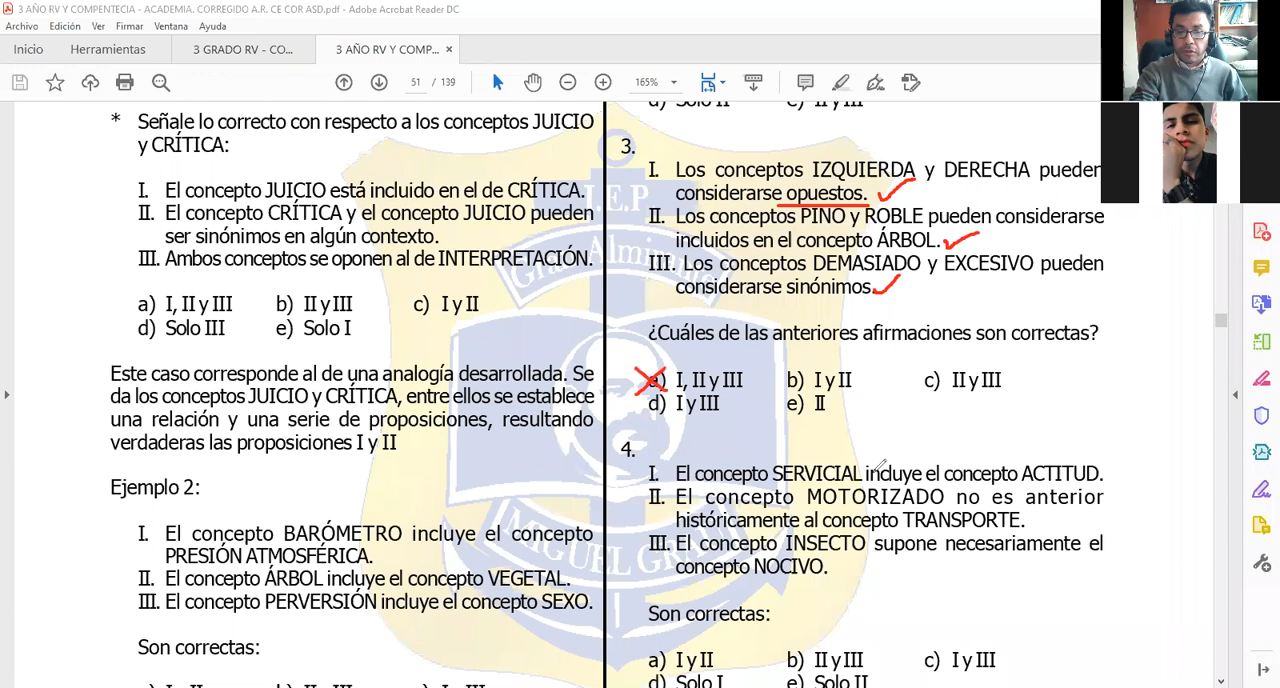 3 AÑO RV Y COMPENTECIA - ACADEMIA. CORREGIDO A.R. CE COR ASD.pdf - Adobe Acrobat Reader DC
Archivo Edición Ver Firmar Ventana Ayuda
Inicio Herramientas 3 GRADO RV - CO... 3 AÑO RV Y COMP... ×
51 / 139 165%
* Señale lo correcto con respecto a los conceptos JUICIO
y CRÍTICA:
I. El concepto JUICIO está incluido en el de CRÍTICA.
II. El concepto CRÍTICA y el concepto JUICIO pueden
ser sinónimos en algún contexto.
III. Ambos conceptos se oponen al de INTERPRETACIÓN.
a) I, II y III b) II y III c) I y II
d) Solo III e) Solo I
Este caso corresponde al de una analogía desarrollada. Se
da los conceptos JUICIO y CRÍTICA, entre ellos se establece
una relación y una serie de proposiciones, resultando
verdaderas las proposiciones I y II
Ejemplo 2:
I. El concepto BARÓMETRO incluye el concepto
PRESIÓN ATMOSFÉRICA.
II. El concepto ÁRBOL incluye el concepto VEGETAL.
III. El concepto PERVERSIÓN incluye el concepto SEXO.
Son correctas:
d) Solo II e) II y III
3.
I. Los conceptos IZQUIERDA y DERECHA pueden
considerarse opuestos.
II. Los conceptos PINO y ROBLE pueden considerarse
incluidos en el concepto ÁRBOL.
III. Los conceptos DEMASIADO y EXCESIVO pueden
considerarse sinónimos.
¿Cuáles de las anteriores afirmaciones son correctas?
a) I, II y III b) I y II c) II y III
d) I y III e) II
4.
I. El concepto SERVICIAL incluye el concepto ACTITUD.
II. El concepto MOTORIZADO no es anterior
históricamente al concepto TRANSPORTE.
III. El concepto INSECTO supone necesariamente el
concepto NOCIVO.
Son correctas:
a) I y II b) II y III c) I y III
d) Solo I e) Solo II
I.E.P
Gran Almirante
MIGUEL GRAU